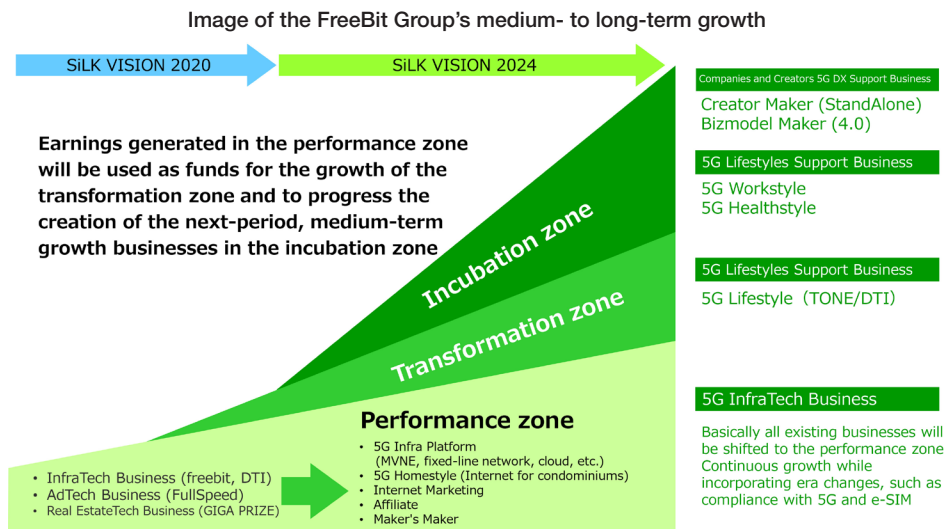 Image of the FreeBit Group’s medium- to long-term growth
SiLK VISION 2020
SiLK VISION 2024
Earnings generated in the performance zone
will be used as funds for the growth of the
transformation zone and to progress the
creation of the next-period, medium-term
growth businesses in the incubation zone
Incubation zone
Transformation zone
Performance zone
• InfraTech Business (freebit, DTI)
• AdTech Business (FullSpeed)
• Real EstateTech Business (GIGA PRIZE)
• 5G Infra Platform
(MVNE, fixed-line network, cloud, etc.)
• 5G Homestyle (Internet for condominiums)
• Internet Marketing
• Affiliate
• Maker's Maker
Companies and Creators 5G DX Support Business
Creator Maker (StandAlone)
Bizmodel Maker (4.0)
5G Lifestyles Support Business
5G Workstyle
5G Healthstyle
5G Lifestyles Support Business
5G Lifestyle（TONE/DTI）
5G InfraTech Business
Basically all existing businesses will
be shifted to the performance zone
Continuous growth while
incorporating era changes, such as
compliance with 5G and e-SIM